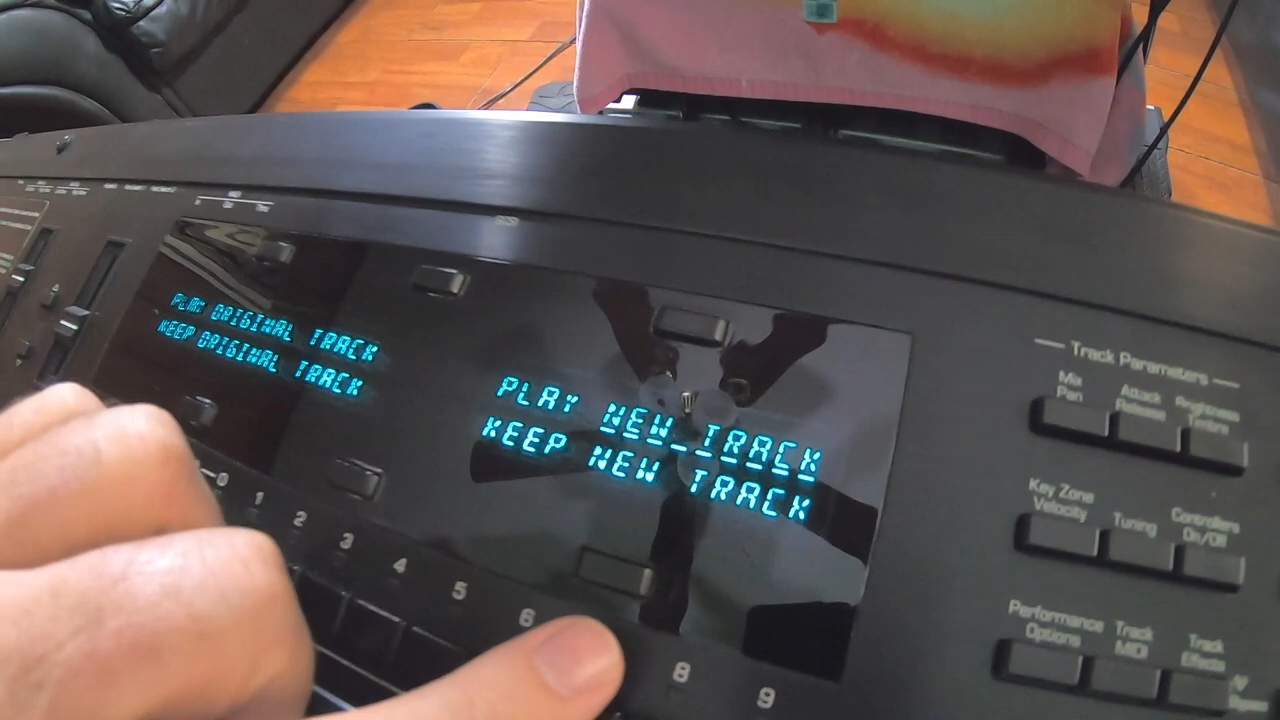 PLAY ORIGINAL TRACK
KEEP ORIGINAL TRACK
PLAY NEW_TRACK
KEEP NEW TRACK
0 1 2 3 4 5 6 8 9
Track Parameters
Mix
Pan
Attack
Release
Brightness
Timbre
Key Zone
Velocity
Tuning
Controllers
On/Off
Performance
Options
Track
MIDI
Track
Effects